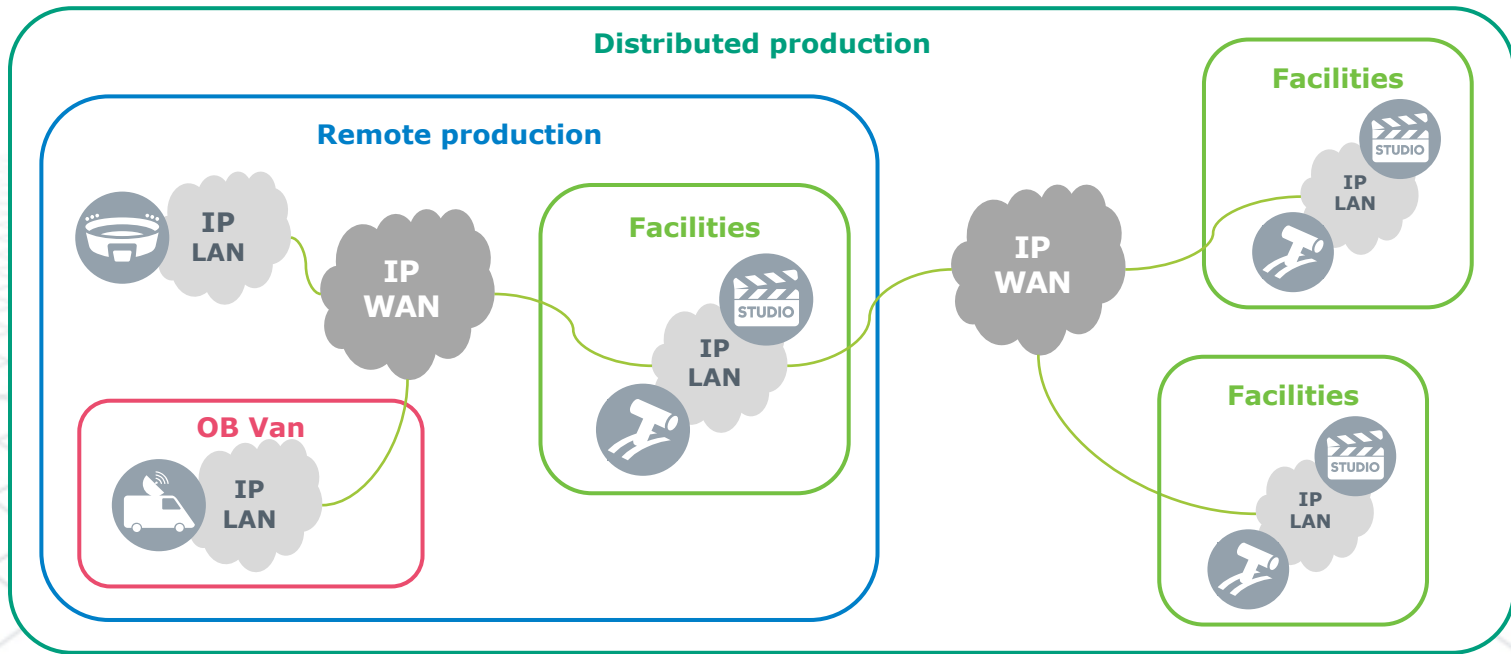 Distributed production
Remote production
IP
LAN
IP
WAN
OB Van
IP
LAN
Facilities
STUDIO
IP
LAN
IP
WAN
Facilities
STUDIO
IP
LAN
Facilities
STUDIO
IP
LAN